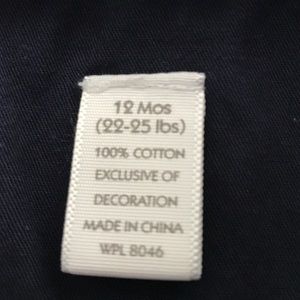 12 Mos
(22-25 lbs)
100% COTTON
EXCLUSIVE OF
DECORATION
MADE IN CHINA
WPL 8046